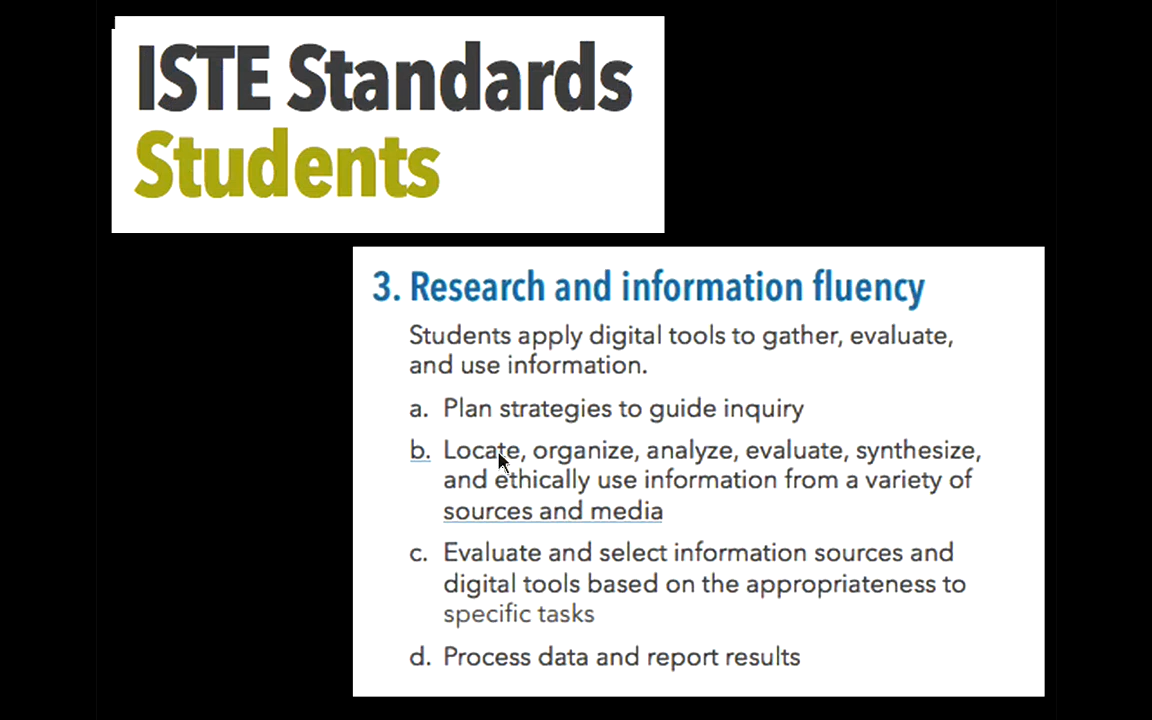 ISTE Standards
Students
3. Research and information fluency
Students apply digital tools to gather, evaluate,
and use information.
a. Plan strategies to guide inquiry
b. Locate, organize, analyze, evaluate, synthesize,
and ethically use information from a variety of
sources and media
c. Evaluate and select information sources and
digital tools based on the appropriateness to
specific tasks
d. Process data and report results